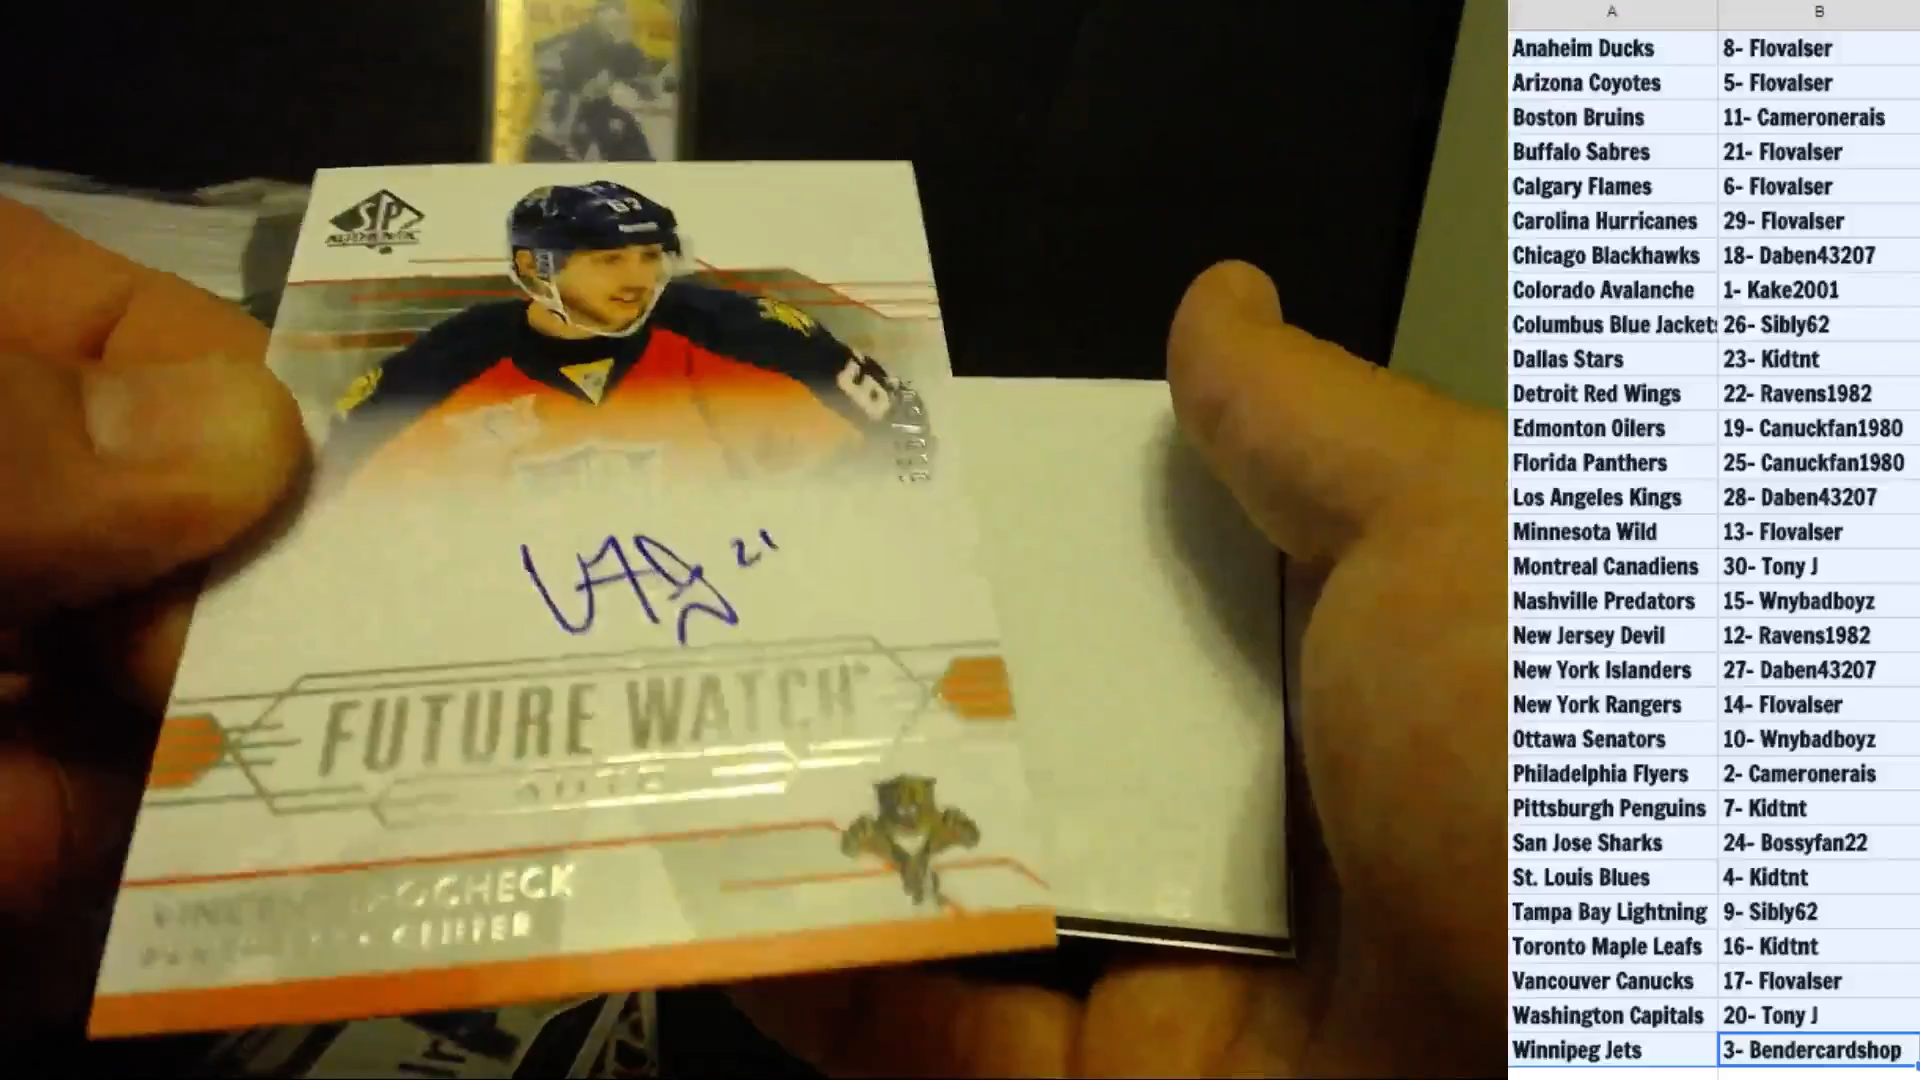 SP
AUTHENTIC
67
21
FUTURE WATCH
AUTO
CENTER
A B
Anaheim Ducks 8- Flovalser
Arizona Coyotes 5- Flovalser
Boston Bruins 11- Cameronerais
Buffalo Sabres 21- Flovalser
Calgary Flames 6- Flovalser
Carolina Hurricanes 29- Flovalser
Chicago Blackhawks 18- Daben43207
Colorado Avalanche 1- Kake2001
Columbus Blue Jackets 26- Sibly62
Dallas Stars 23- Kidtnt
Detroit Red Wings 22- Ravens1982
Edmonton Oilers 19- Canuckfan1980
Florida Panthers 25- Canuckfan1980
Los Angeles Kings 28- Daben43207
Minnesota Wild 13- Flovalser
Montreal Canadiens 30- Tony J
Nashville Predators 15- Wnybadboyz
New Jersey Devil 12- Ravens1982
New York Islanders 27- Daben43207
New York Rangers 14- Flovalser
Ottawa Senators 10- Wnybadboyz
Philadelphia Flyers 2- Cameronerais
Pittsburgh Penguins 7- Kidtnt
San Jose Sharks 24- Bossyfan22
St. Louis Blues 4- Kidtnt
Tampa Bay Lightning 9- Sibly62
Toronto Maple Leafs 16- Kidtnt
Vancouver Canucks 17- Flovalser
Washington Capitals 20- Tony J
Winnipeg Jets 3- Bendercardshop